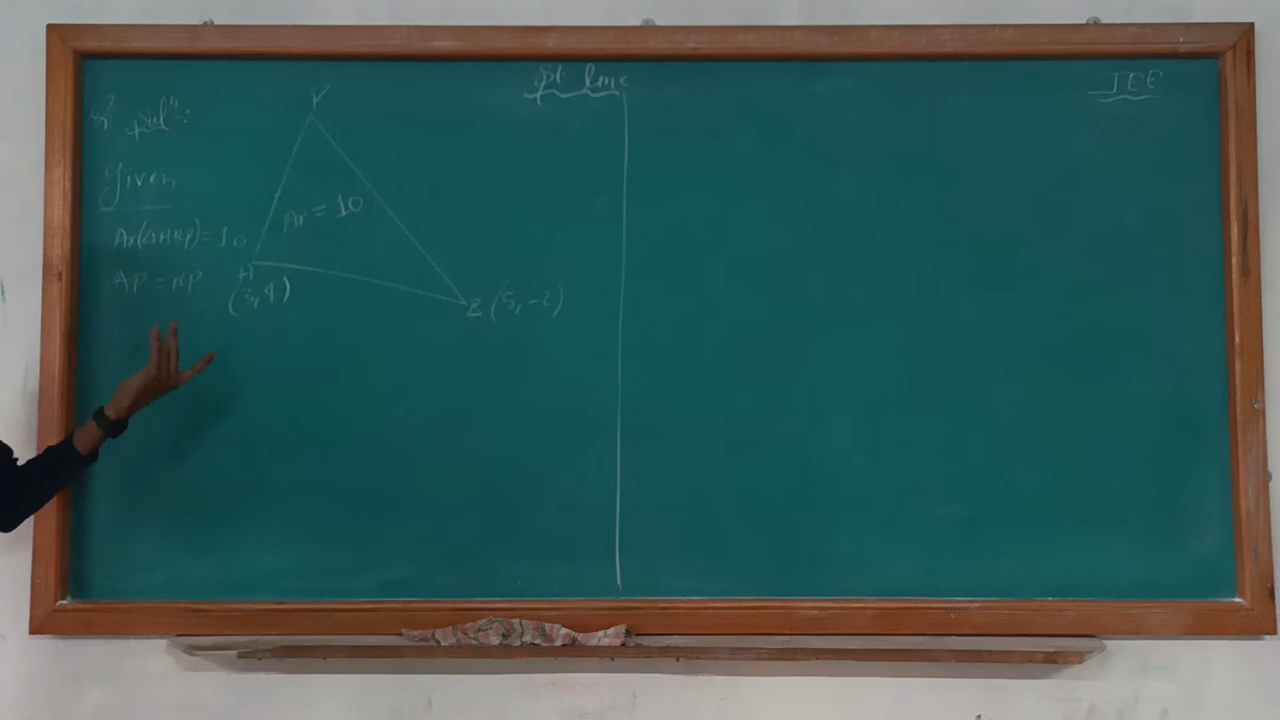 St. line
JEE
Solⁿ:-
Given
Ar(△ABP) = 10
AP = BP
P
Ar = 10
A
(3,4)
B (5,-2)